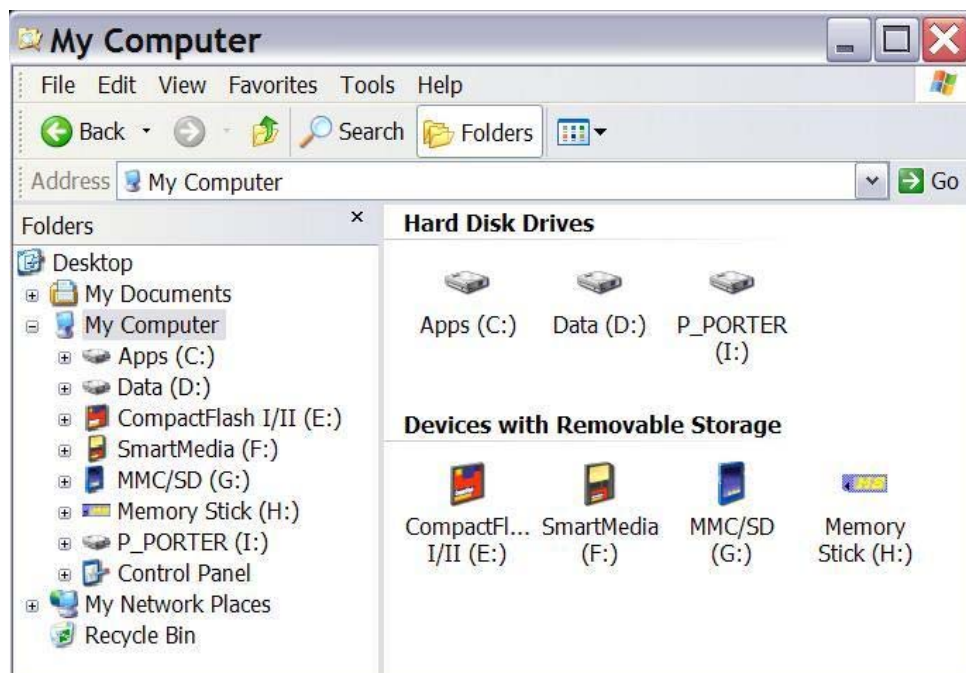 My Computer
File Edit View Favorites Tools Help
Back Search Folders
Address My Computer Go
Folders
Desktop
My Documents
My Computer
Apps (C:)
Data (D:)
CompactFlash I/II (E:)
SmartMedia (F:)
MMC/SD (G:)
Memory Stick (H:)
P_PORTER (I:)
Control Panel
My Network Places
Recycle Bin
Hard Disk Drives
Apps (C:) Data (D:) P_PORTER
(I:)
Devices with Removable Storage
CompactFl... SmartMedia MMC/SD Memory
I/II (E:) (F:) (G:) Stick (H:)